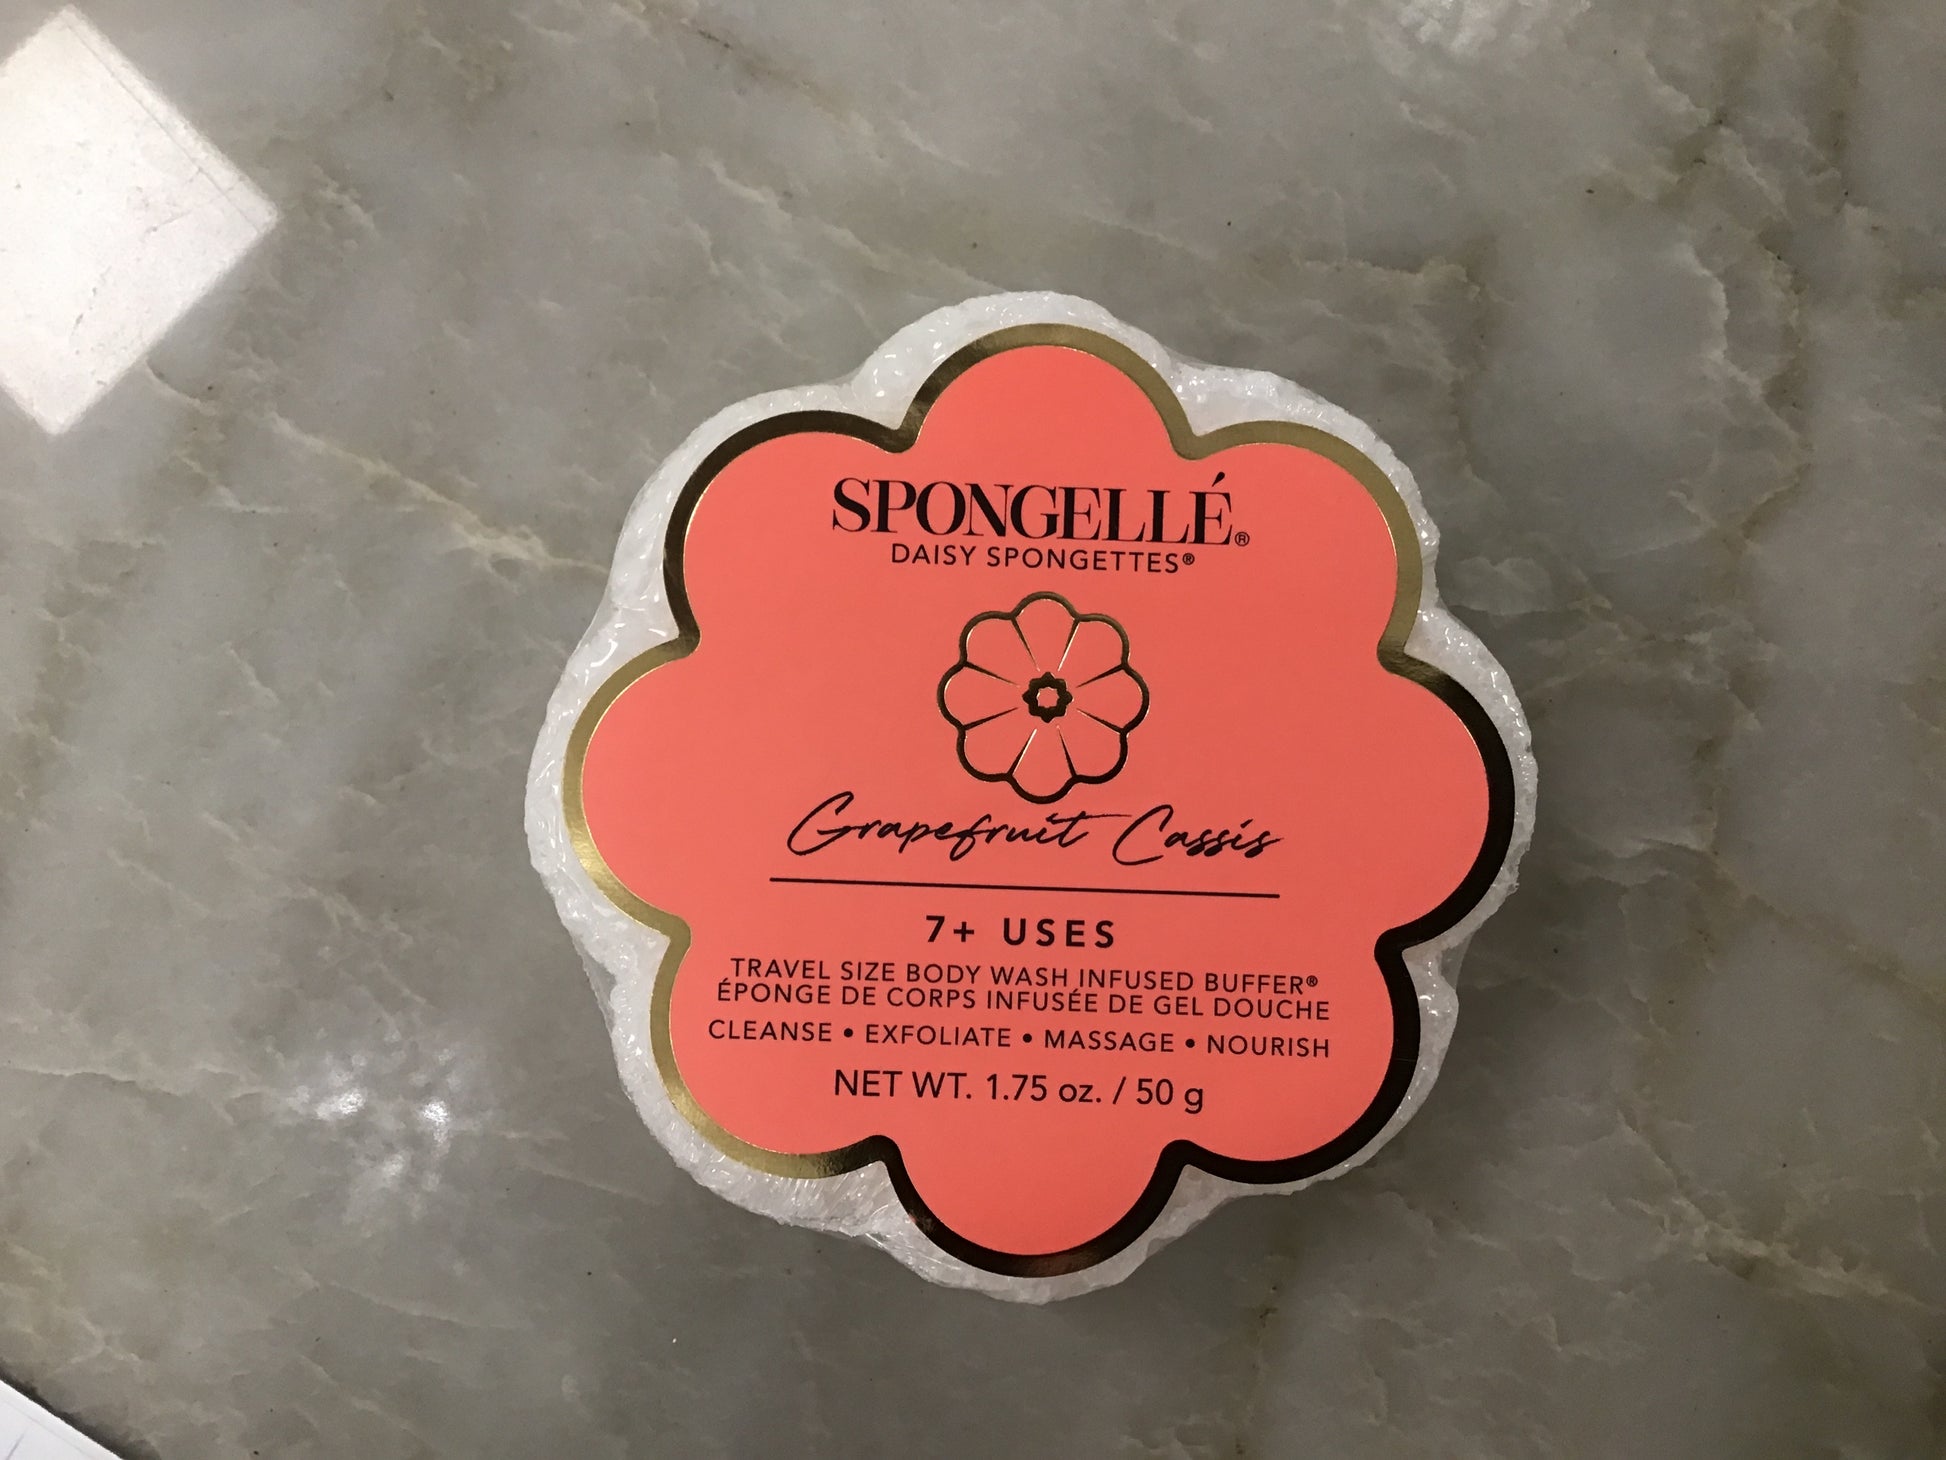 SPONGELLÉ®
DAISY SPONGETTES®
Grapefruit Cassis
7+ USES
TRAVEL SIZE BODY WASH INFUSED BUFFER®
ÉPONGE DE CORPS INFUSÉE DE GEL DOUCHE
CLEANSE • EXFOLIATE • MASSAGE • NOURISH
NET WT. 1.75 oz. / 50 g